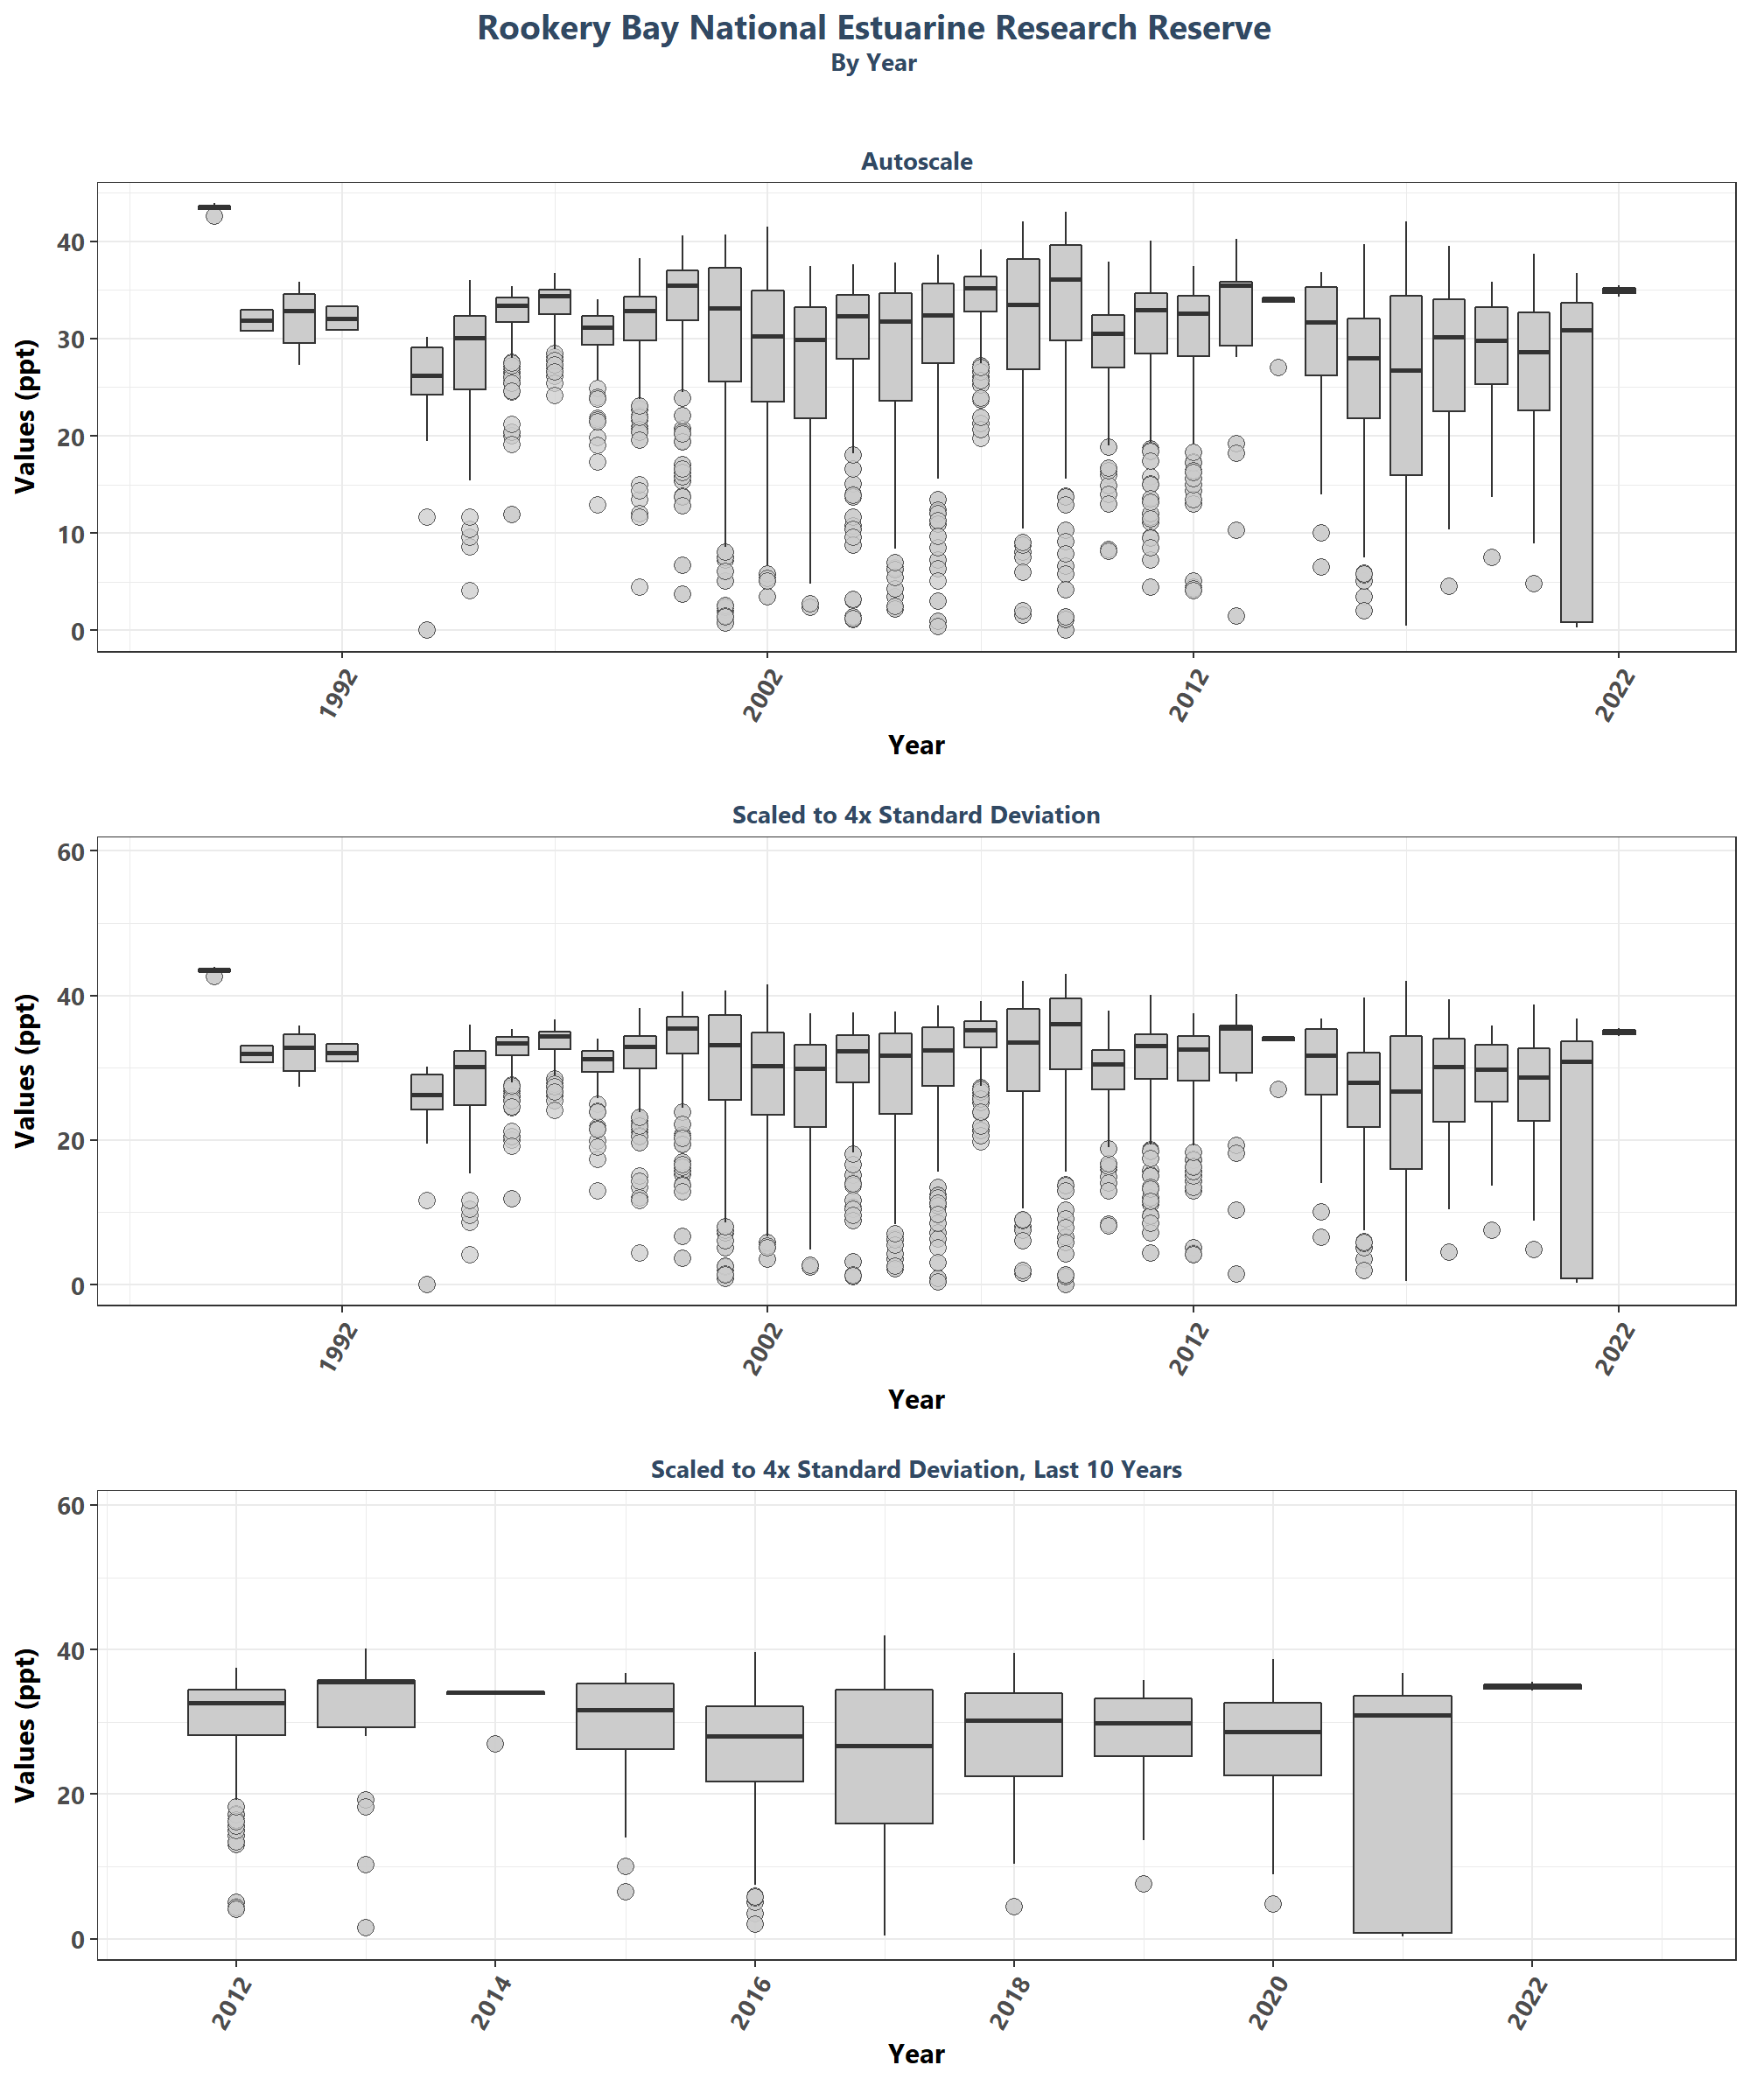 Rookery Bay National Estuarine Research Reserve
By Year
Autoscale
Values (ppt)
40
30
20
10
0
1992
2002
2012
2022
Year
Scaled to 4x Standard Deviation
Values (ppt)
60
40
20
0
1992
2002
2012
2022
Year
Scaled to 4x Standard Deviation, Last 10 Years
Values (ppt)
60
40
20
0
2012
2014
2016
2018
2020
2022
Year